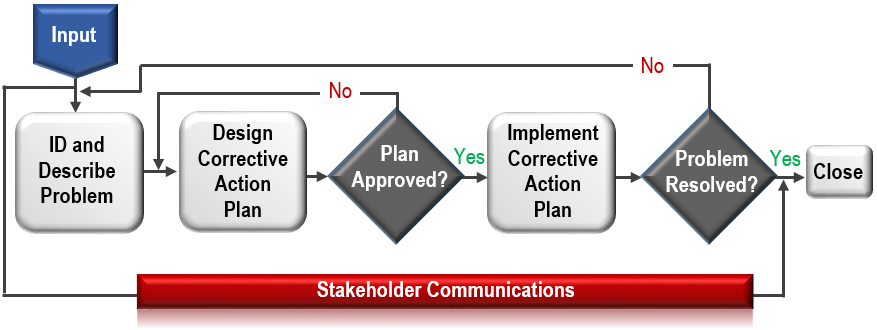 Input
No
No
ID and
Describe
Problem
Design
Corrective
Action
Plan
Plan
Approved?
Yes
Implement
Corrective
Action
Plan
Problem
Resolved?
Yes
Close
Stakeholder Communications